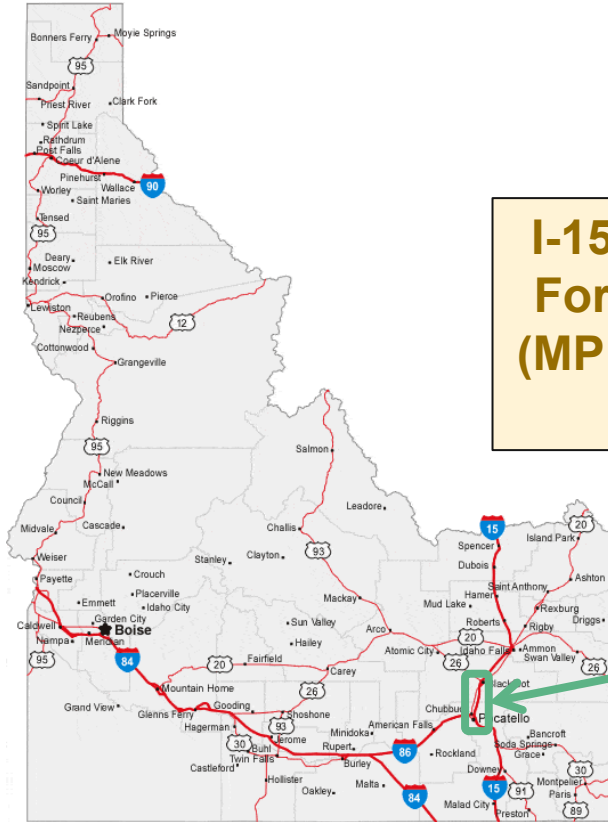 Moyie Springs
Bonners Ferry
95
Sandpoint
Priest River
Clark Fork
Spirit Lake
Rathdrum
Post Falls
Coeur d'Alene
Pinehurst
Wallace
90
Worley
Saint Maries
Tensed
95
Deary
Elk River
Moscow
Kendrick
Orofino
Pierce
Lewiston
Reubens
12
Nezperce
Cottonwood
Grangeville
I-15
For
(MP
Riggins
95
Salmon
New Meadows
McCall
Council
Leadore
Midvale
Cascade
Challis
15
20
Island Park
93
Spencer
Weiser
Stanley
Clayton
Dubois
Payette
Crouch
Saint Anthony
Ashton
Placerville
Mackay
Hamer
Emmett
Idaho City
Mud Lake
Rexburg
Garden City
Sun Valley
Roberts
Rigby
Driggs
Caldwell
Boise
Arco
20
Nampa
Meridian
Hailey
Atomic City
Idaho Falls
Ammon
26
Swan Valley
95
84
20
Fairfield
Carey
26
Mountain Home
26
Grand View
Glenns Ferry
Gooding
Shoshone
Chubbuc
Pocatello
Hagerman
93
Minidoka
American Falls
30
Jerome
Bancroft
Buhl
Rupert
86
Rockland
Soda Springs
Twin Falls
Burley
Grace
Castleford
Hollister
Malta
Downey
30
Oakley
84
15
Montpelier
91
Paris
Malad City
Preston
89